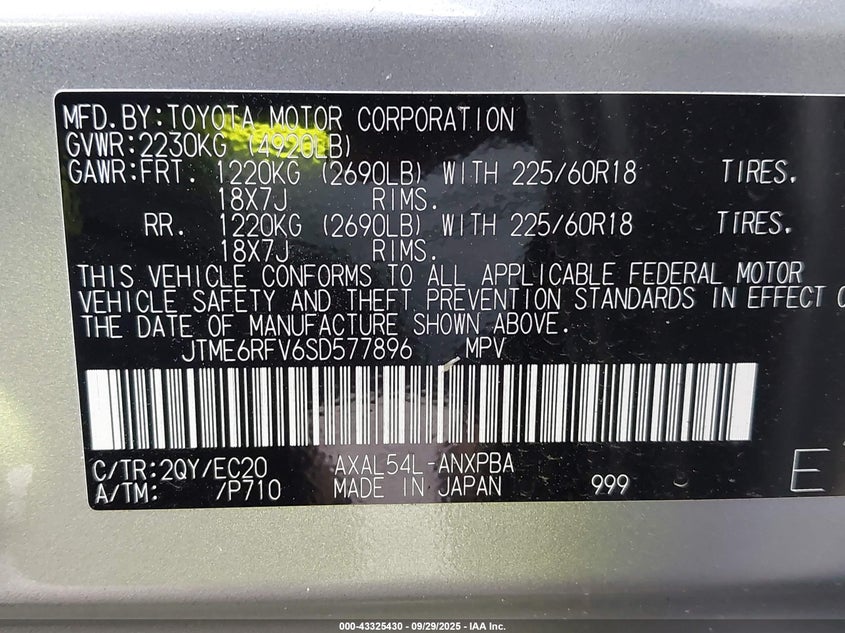 MFD.BY:TOYOTA MOTOR CORPORATION
GVWR:2230KG (4920LB)
GAWR:FRT. 1220KG (2690LB) WITH 225/60R18 TIRES.
18X7J RIMS.
RR. 1220KG (2690LB) WITH 225/60R18 TIRES.
18X7J RIMS.
THIS VEHICLE CONFORMS TO ALL APPLICABLE FEDERAL MOTOR
VEHICLE SAFETY AND THEFT PREVENTION STANDARDS IN EFFECT
THE DATE OF MANUFACTURE SHOWN ABOVE.
JTME6RFV6SD577896 MPV
C/TR:2QY/EC20 AXAL54L-ANXPBA
A/TM: /P710 MADE IN JAPAN 999 E
000-43325430 - 09/29/2025 - IAA Inc.